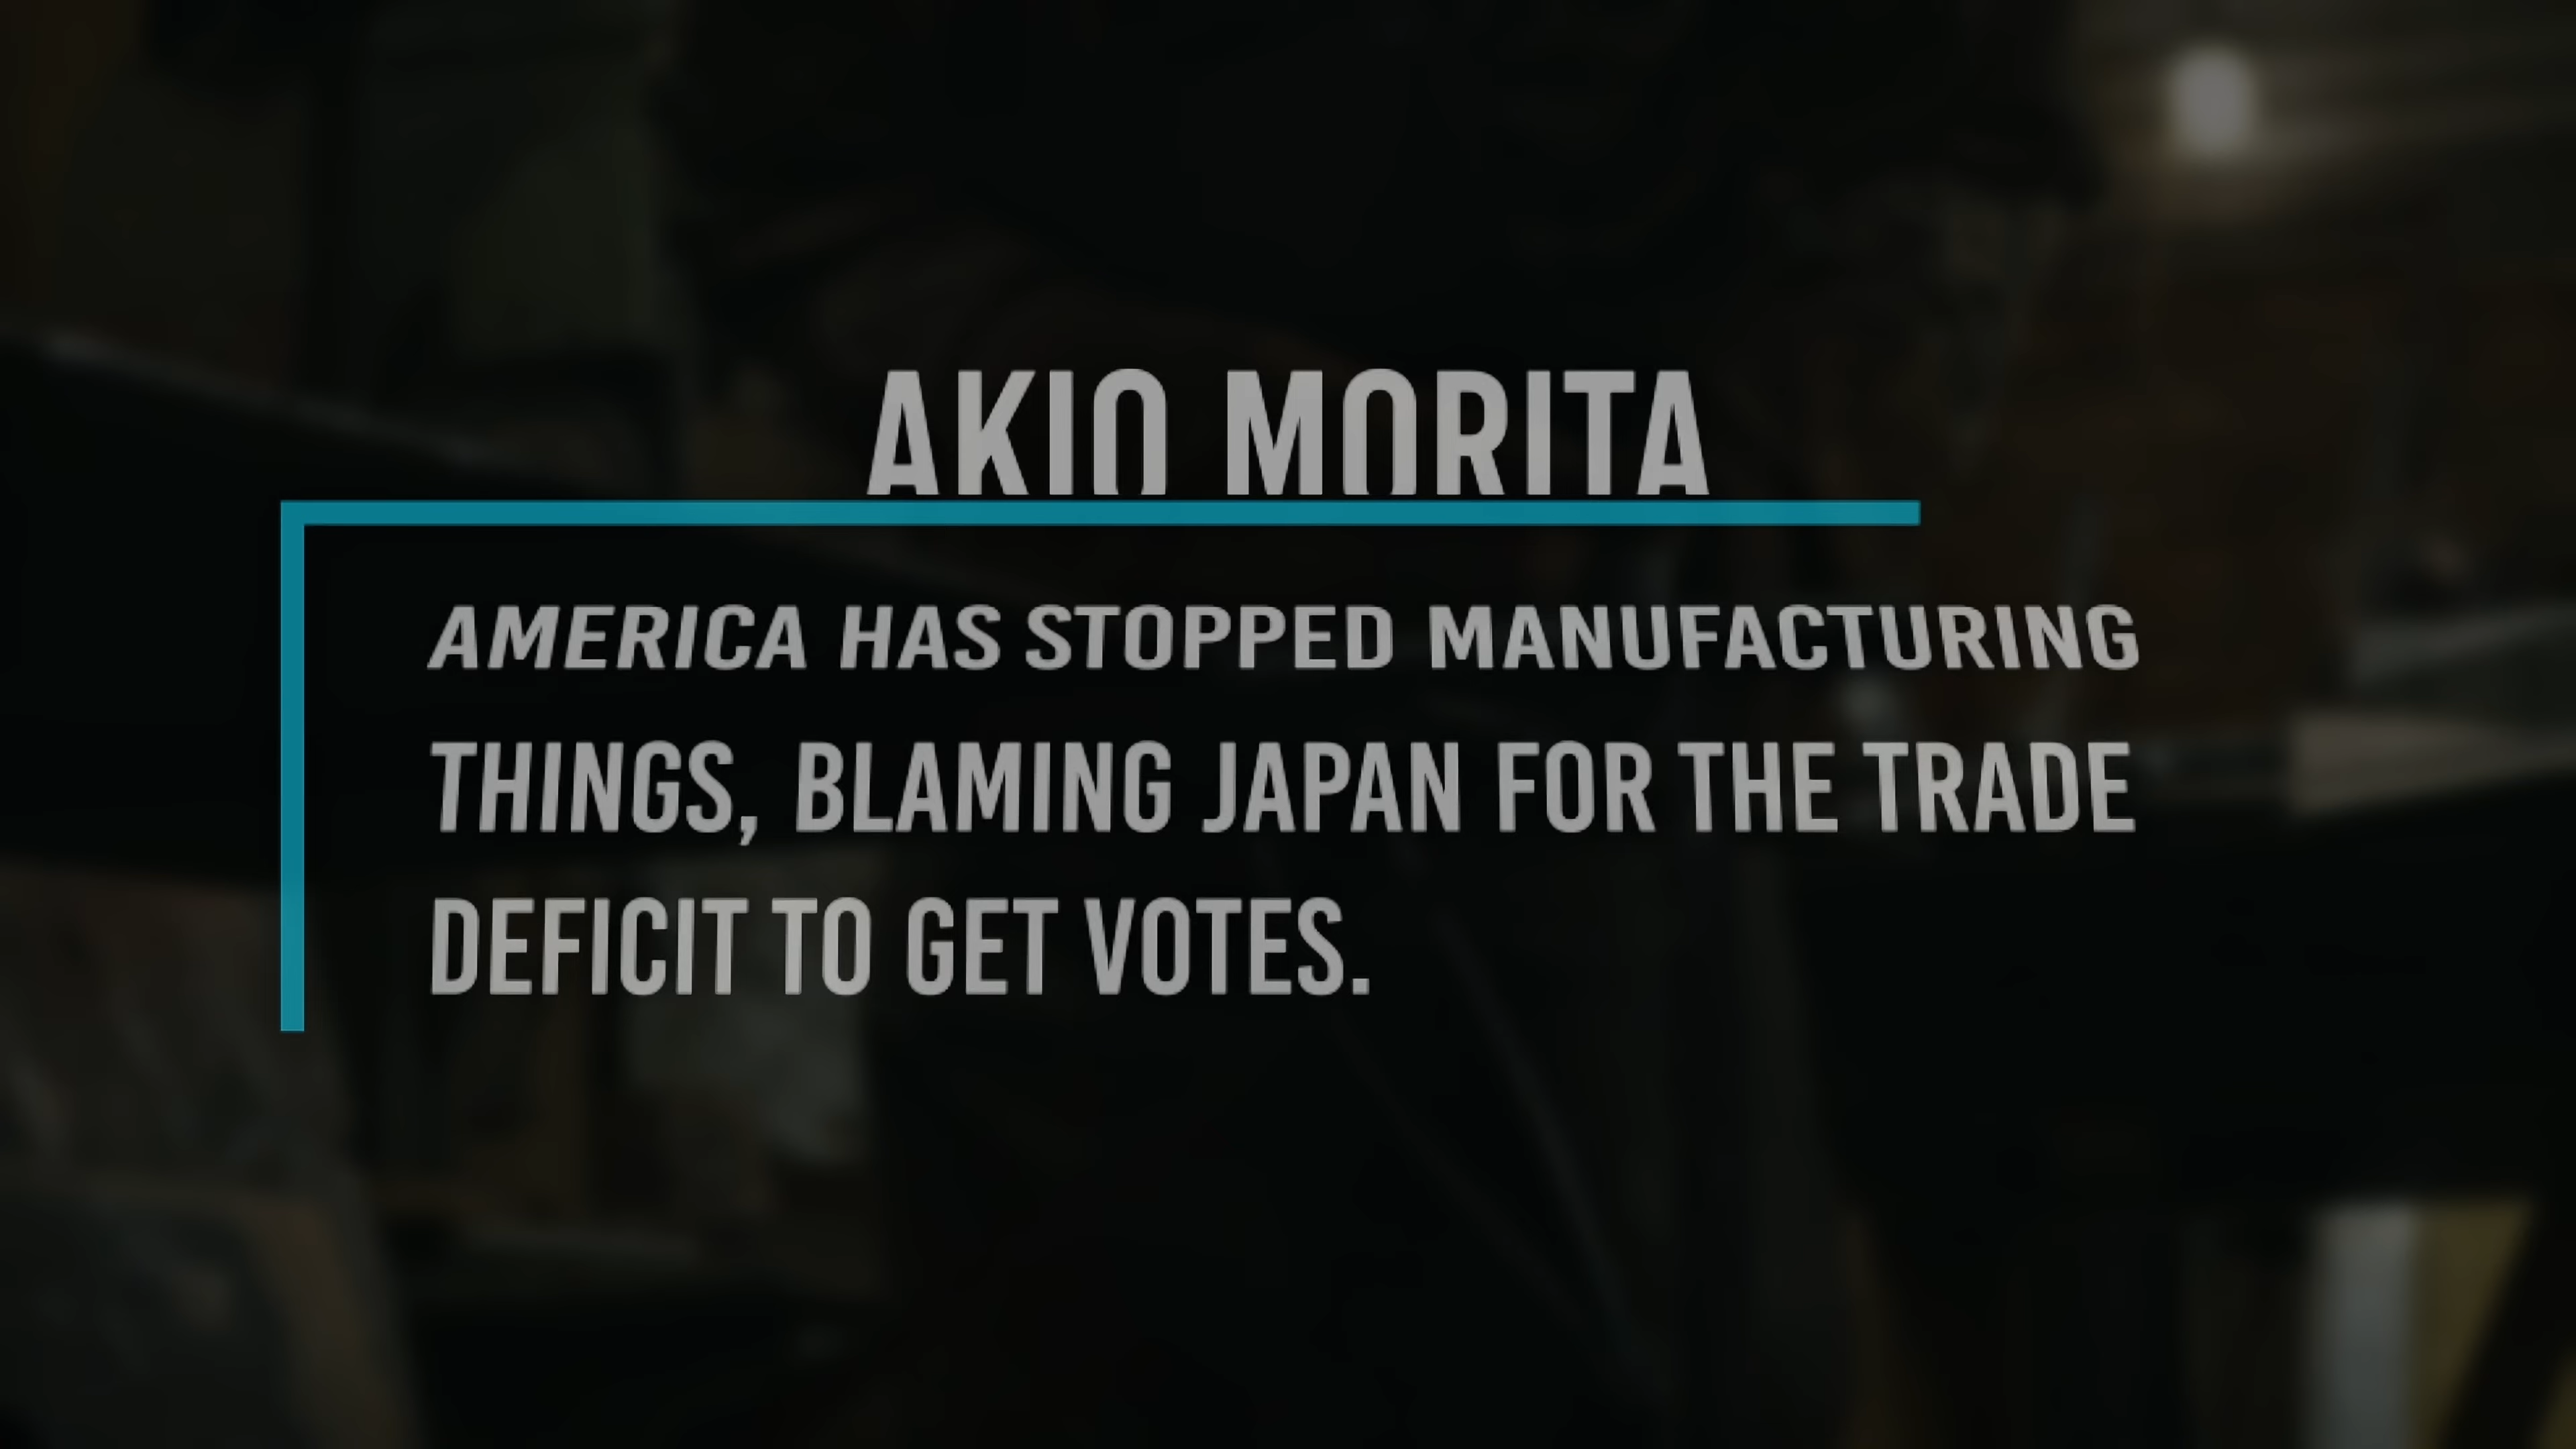 AKIO MORITA
AMERICA HAS STOPPED MANUFACTURING
THINGS, BLAMING JAPAN FOR THE TRADE
DEFICIT TO GET VOTES.